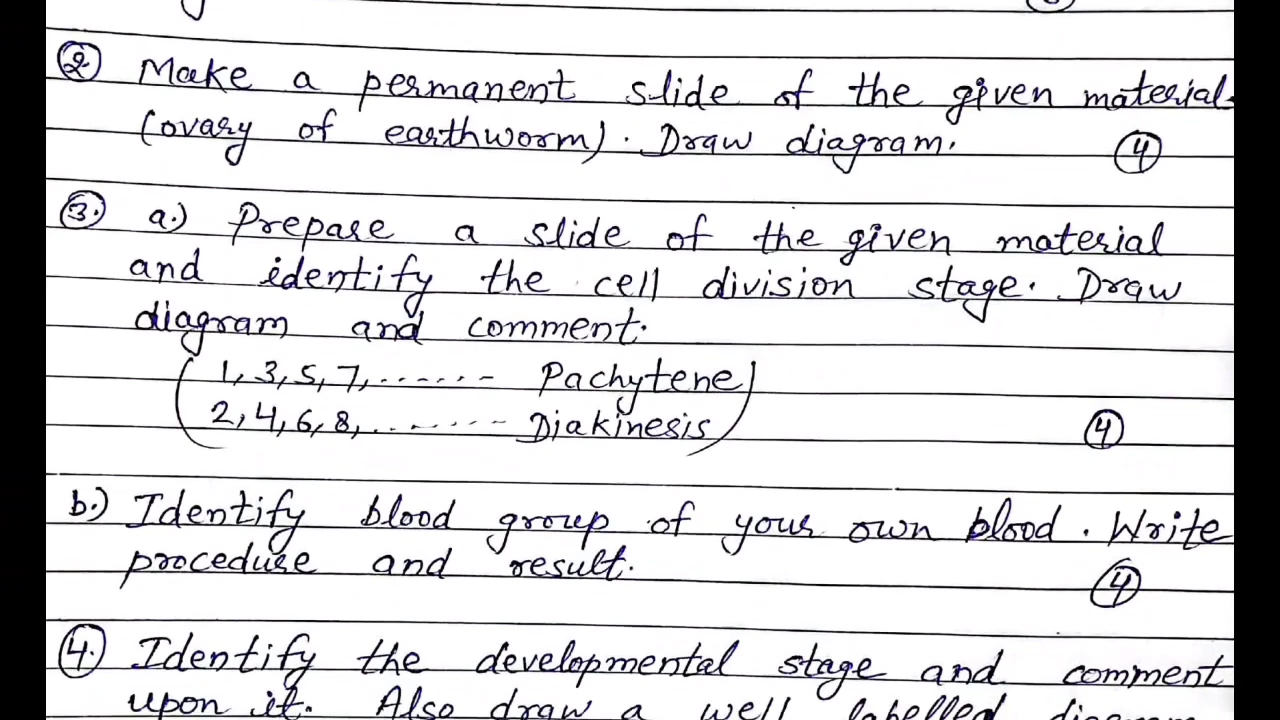 ② Make a permanent slide of the given material.
(ovary of earthworm). Draw diagram. ④
③. a.) Prepare a slide of the given material
and identify the cell division stage. Draw
diagram and comment.
(1, 3, 5, 7, ....... Pachytene)
(2, 4, 6, 8, ......... Diakinesis) ④
b.) Identify blood group of your own blood. Write
procedure and result. ④
④. Identify the developmental stage and comment
upon it. Also draw a well labelled diagram